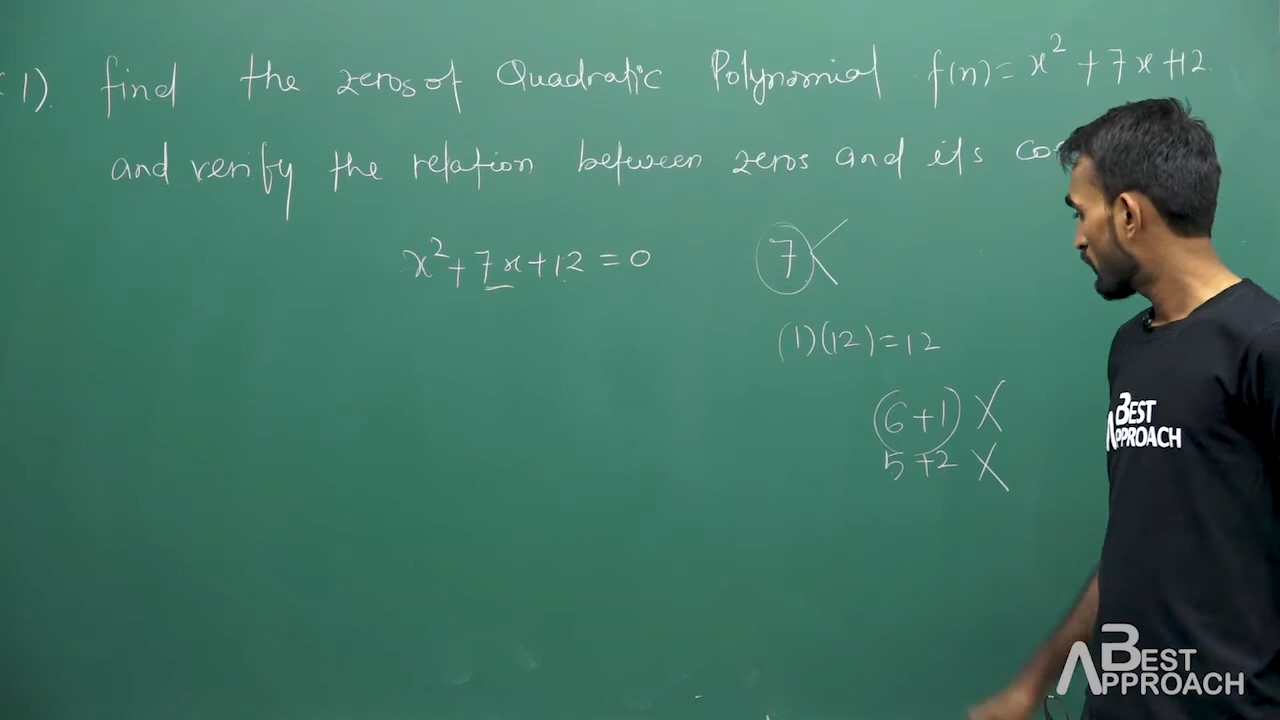 1). find the zeros of Quadratic Polynomial f(n)=x²+7x+12
and verify the relation between zeros and its
x²+7x+12=0
7
(1)(12)=12
(6+1) X
5+2 X
BEST
APPROACH
BEST
APPROACH